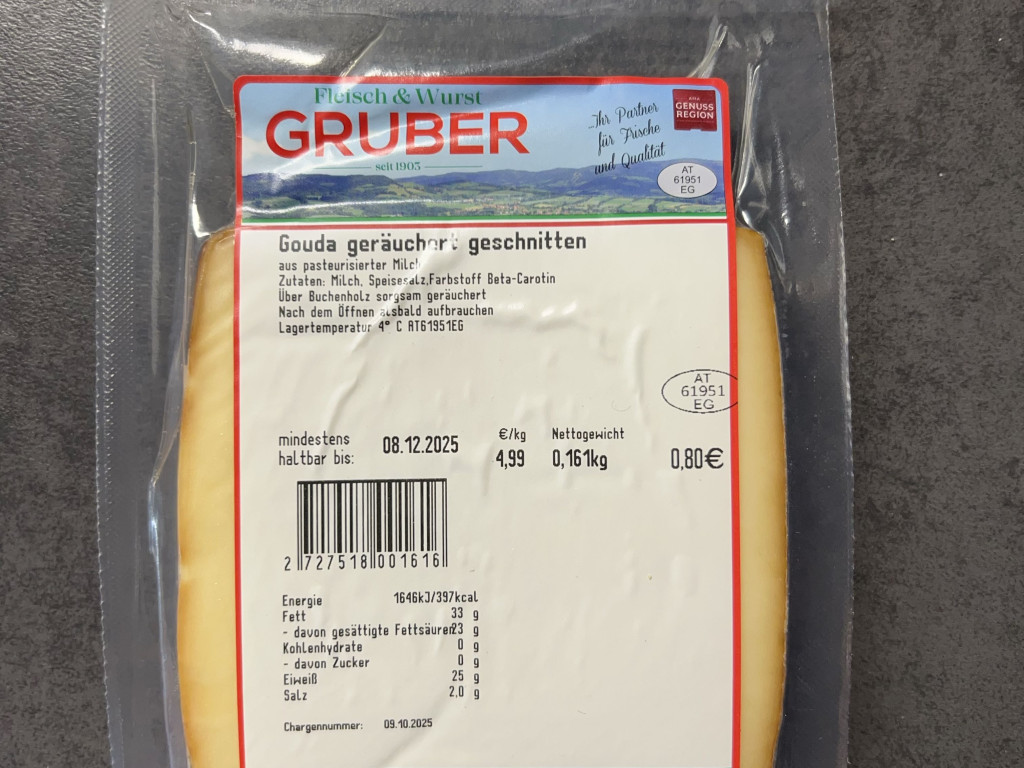 Fleisch & Wurst
GRUBER
seit 1903
...Ihr Partner
für Frische
und Qualität
GENUSS
REGION
AT
61951
EG
Gouda geräuchert geschnitten
aus pasteurisierter Milch
Zutaten: Milch, Speisesalz,Farbstoff Beta-Carotin
Über Buchenholz sorgsam geräuchert
Nach dem Öffnen alsbald aufbrauchen
Lagertemperatur 4° C AT61951EG
AT
61951
EG
mindestens
haltbar bis: 08.12.2025
€/kg Nettogewicht
4,99 0,161kg 0,80€
2 727518 001616
Energie 1646kJ/397kcal
Fett 33 g
- davon gesättigte Fettsäuren23 g
Kohlenhydrate 0 g
- davon Zucker 0 g
Eiweiß 25 g
Salz 2,0 g
Chargennummer: 09.10.2025